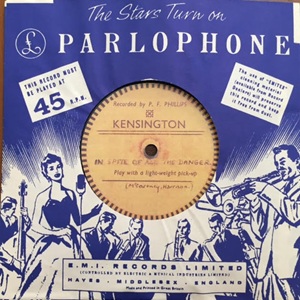 The Stars Turn on
£ PARLOPHONE
THIS RECORD MUST
BE PLAYED AT
45 R.P.M.
The use of "EMITEX"
cleaning material
(available from Record
Dealers) will preserve
this record and keep
it free from dust.
Recorded by P. F. PHILLIPS
KENSINGTON
IN SPITE OF ALL THE DANGER
Play with a light-weight pick-up
(McCartney, Harrison)
E.M.I. RECORDS LIMITED
(CONTROLLED BY ELECTRIC & MUSICAL INDUSTRIES LIMITED)
HAYES · MIDDLESEX · ENGLAND
Made and Printed in Great Britain